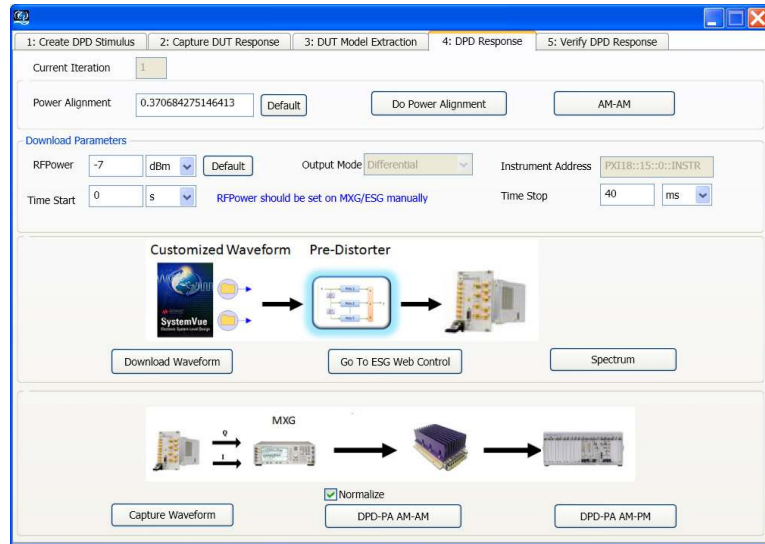 1: Create DPD Stimulus
2: Capture DUT Response
3: DUT Model Extraction
4: DPD Response
5: Verify DPD Response
Current Iteration 1
Power Alignment 0.370684275146413 Default Do Power Alignment AM-AM
Download Parameters
RFPower -7 dBm Default Output Mode Differential Instrument Address PXI18::15::0::INSTR
Time Start 0 s RFPower should be set on MXG/ESG manually Time Stop 40 ms
Customized Waveform Pre-Distorter
SystemVue
Download Waveform Go To ESG Web Control Spectrum
Q
MXG
I
Normalize
Capture Waveform DPD-PA AM-AM DPD-PA AM-PM